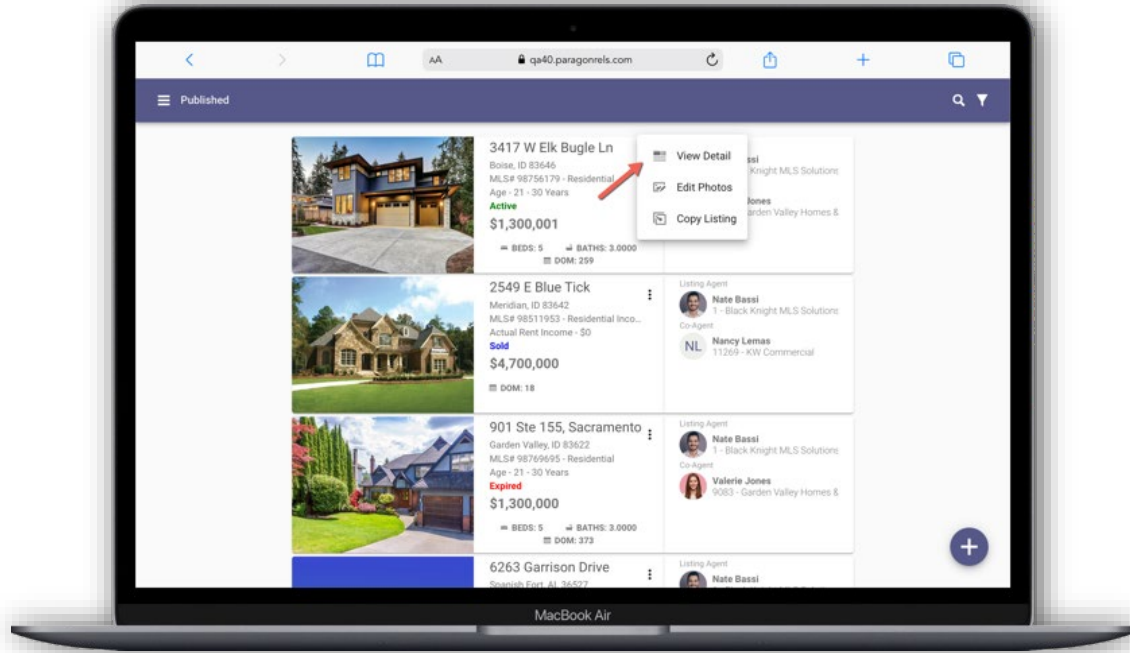 AA
qa40.paragonrels.com
Published
3417 W Elk Bugle Ln
Boise, ID 83646
MLS# 98756179 - Residential
Age - 21 - 30 Years
Active
$1,300,001
BEDS: 5 BATHS: 3.0000
DOM: 259
View Detail
Edit Photos
Copy Listing
ssi
Knight MLS Solutions
Jones
arden Valley Homes &
2549 E Blue Tick
Meridian, ID 83642
MLS# 98511953 - Residential Inco...
Actual Rent Income - $0
Sold
$4,700,000
DOM: 18
Listing Agent
Nate Bassi
1 - Black Knight MLS Solutions
Co-Agent
NL
Nancy Lemas
11269 - KW Commercial
901 Ste 155, Sacramento
Garden Valley, ID 83622
MLS# 98769695 - Residential
Age - 21 - 30 Years
Expired
$1,300,000
BEDS: 5 BATHS: 3.0000
DOM: 373
Listing Agent
Nate Bassi
1 - Black Knight MLS Solutions
Co-Agent
Valerie Jones
9083 - Garden Valley Homes &
6263 Garrison Drive
Spanish Fort, AL 36527
Listing Agent
Nate Bassi
MacBook Air